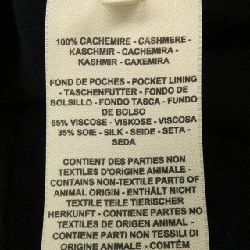 100% CACHEMIRE - CASHMERE -
KASCHMIR - CACHEMIRA -
KASHMIR - CAXEMIRA
FOND DE POCHES - POCKET LINING
- TASCHENFUTTER - FONDO DE
BOLSILLO - FONDO TASCA - FUNDO
DE BOLSO
65% VISCOSE - VISKOSE - VISCOSA
35% SOIE - SILK - SEIDE - SETA -
SEDA
CONTIENT DES PARTIES NON
TEXTILES D'ORIGINE ANIMALE -
CONTAINS NON-TEXTILE PARTS OF
ANIMAL ORIGIN - ENTHÄLT NICHT
TEXTILE TEILE TIERISCHER
HERKUNFT - CONTIENE PARTES NO
TEXTILES DE ORIGEN ANIMAL -
CONTIENE PARTI NON TESSILI DI
ORIGINE ANIMALE - CONTÉM